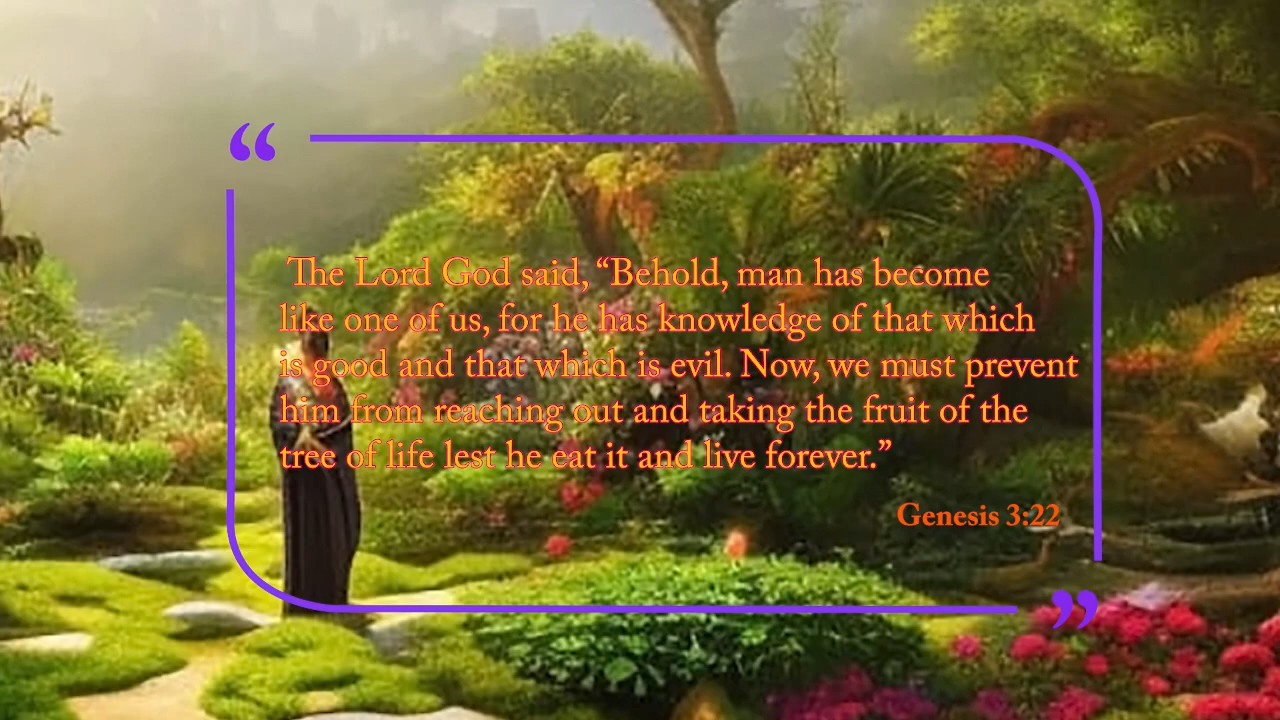 “
The Lord God said, “Behold, man has become
like one of us, for he has knowledge of that which
is good and that which is evil. Now, we must prevent
him from reaching out and taking the fruit of the
tree of life lest he eat it and live forever.”
Genesis 3:22
”